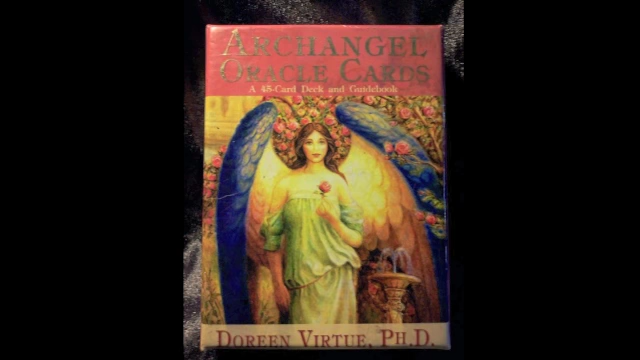 ARCHANGEL
ORACLE CARDS
A 45-Card Deck and Guidebook
DOREEN VIRTUE, PH.D.